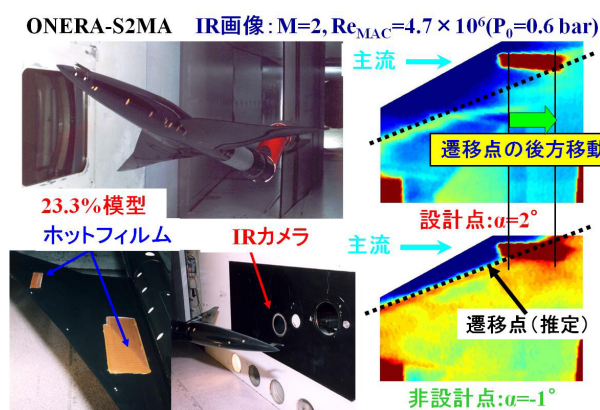 ONERA-S2MA IR画像：M=2, ReMAC=4.7×10⁶(P₀=0.6 bar)
主流
遷移点の後方移動
23.3%模型
設計点:α=2°
ホットフィルム
IRカメラ
主流
遷移点（推定）
非設計点:α=-1°